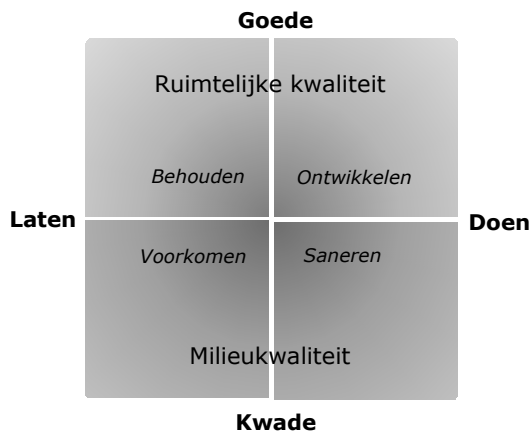 Goede
Ruimtelijke kwaliteit
Behouden
Ontwikkelen
Laten
Doen
Voorkomen
Saneren
Milieukwaliteit
Kwade